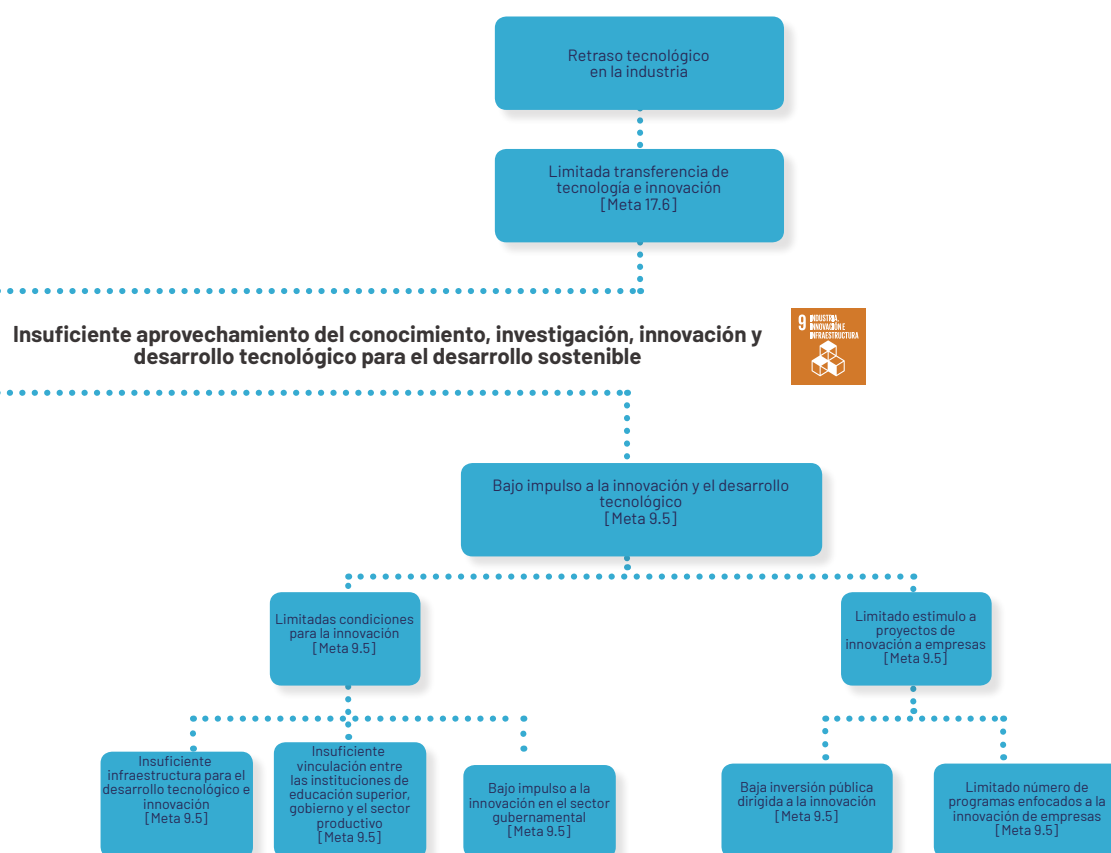 Retraso tecnológico
en la industria
Limitada transferencia de
tecnología e innovación
[Meta 17.6]
Insuficiente aprovechamiento del conocimiento, investigación, innovación y
desarrollo tecnológico para el desarrollo sostenible
9 INDUSTRIA,
INNOVACIÓN E
INFRAESTRUCTURA
Bajo impulso a la innovación y el desarrollo
tecnológico
[Meta 9.5]
Limitadas condiciones
para la innovación
[Meta 9.5]
Limitado estimulo a
proyectos de
innovación a empresas
[Meta 9.5]
Insuficiente
infraestructura para el
desarrollo tecnológico e
innovación
[Meta 9.5]
Insuficiente
vinculación entre
las instituciones de
educación superior,
gobierno y el sector
productivo
[Meta 9.5]
Bajo impulso a la
innovación en el sector
gubernamental
[Meta 9.5]
Baja inversión pública
dirigida a la innovación
[Meta 9.5]
Limitado número de
programas enfocados a la
innovación de empresas
[Meta 9.5]